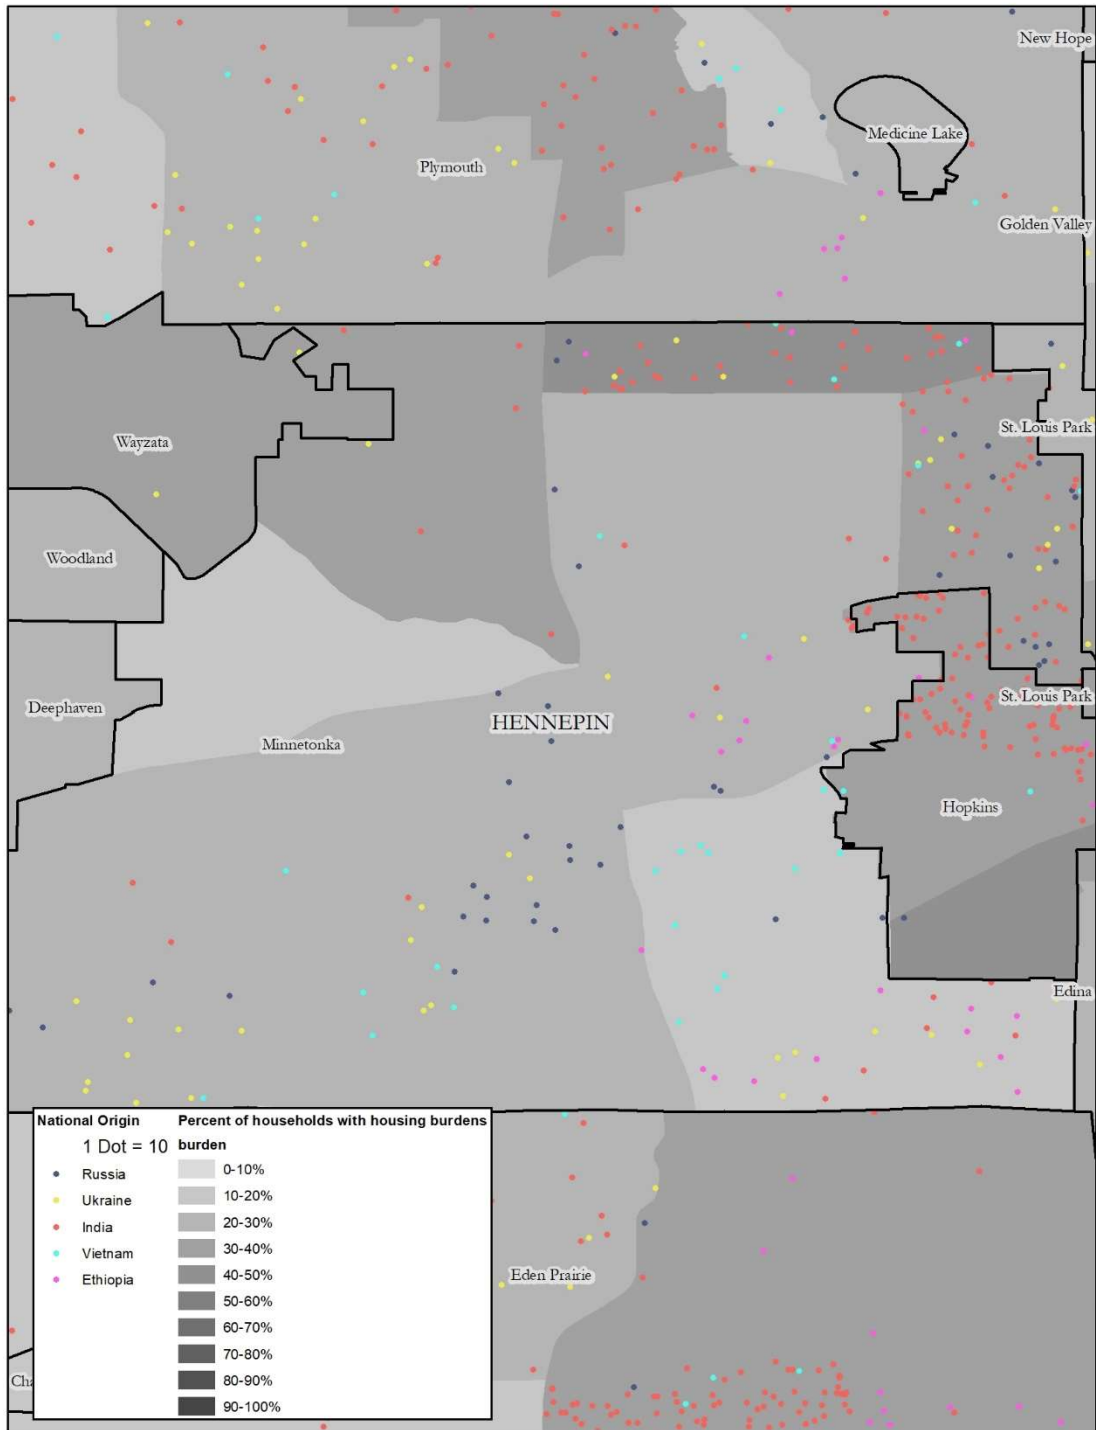 New Hope
Medicine Lake
Plymouth
Golden Valley
Wayzata
St. Louis Park
Woodland
Deephaven
HENNEPIN
St. Louis Park
Minnetonka
Hopkins
Edina
National Origin
1 Dot = 10
Russia
Ukraine
India
Vietnam
Ethiopia
Percent of households with housing burdens
burden
0-10%
10-20%
20-30%
30-40%
40-50%
50-60%
60-70%
70-80%
80-90%
90-100%
Eden Prairie
Cha